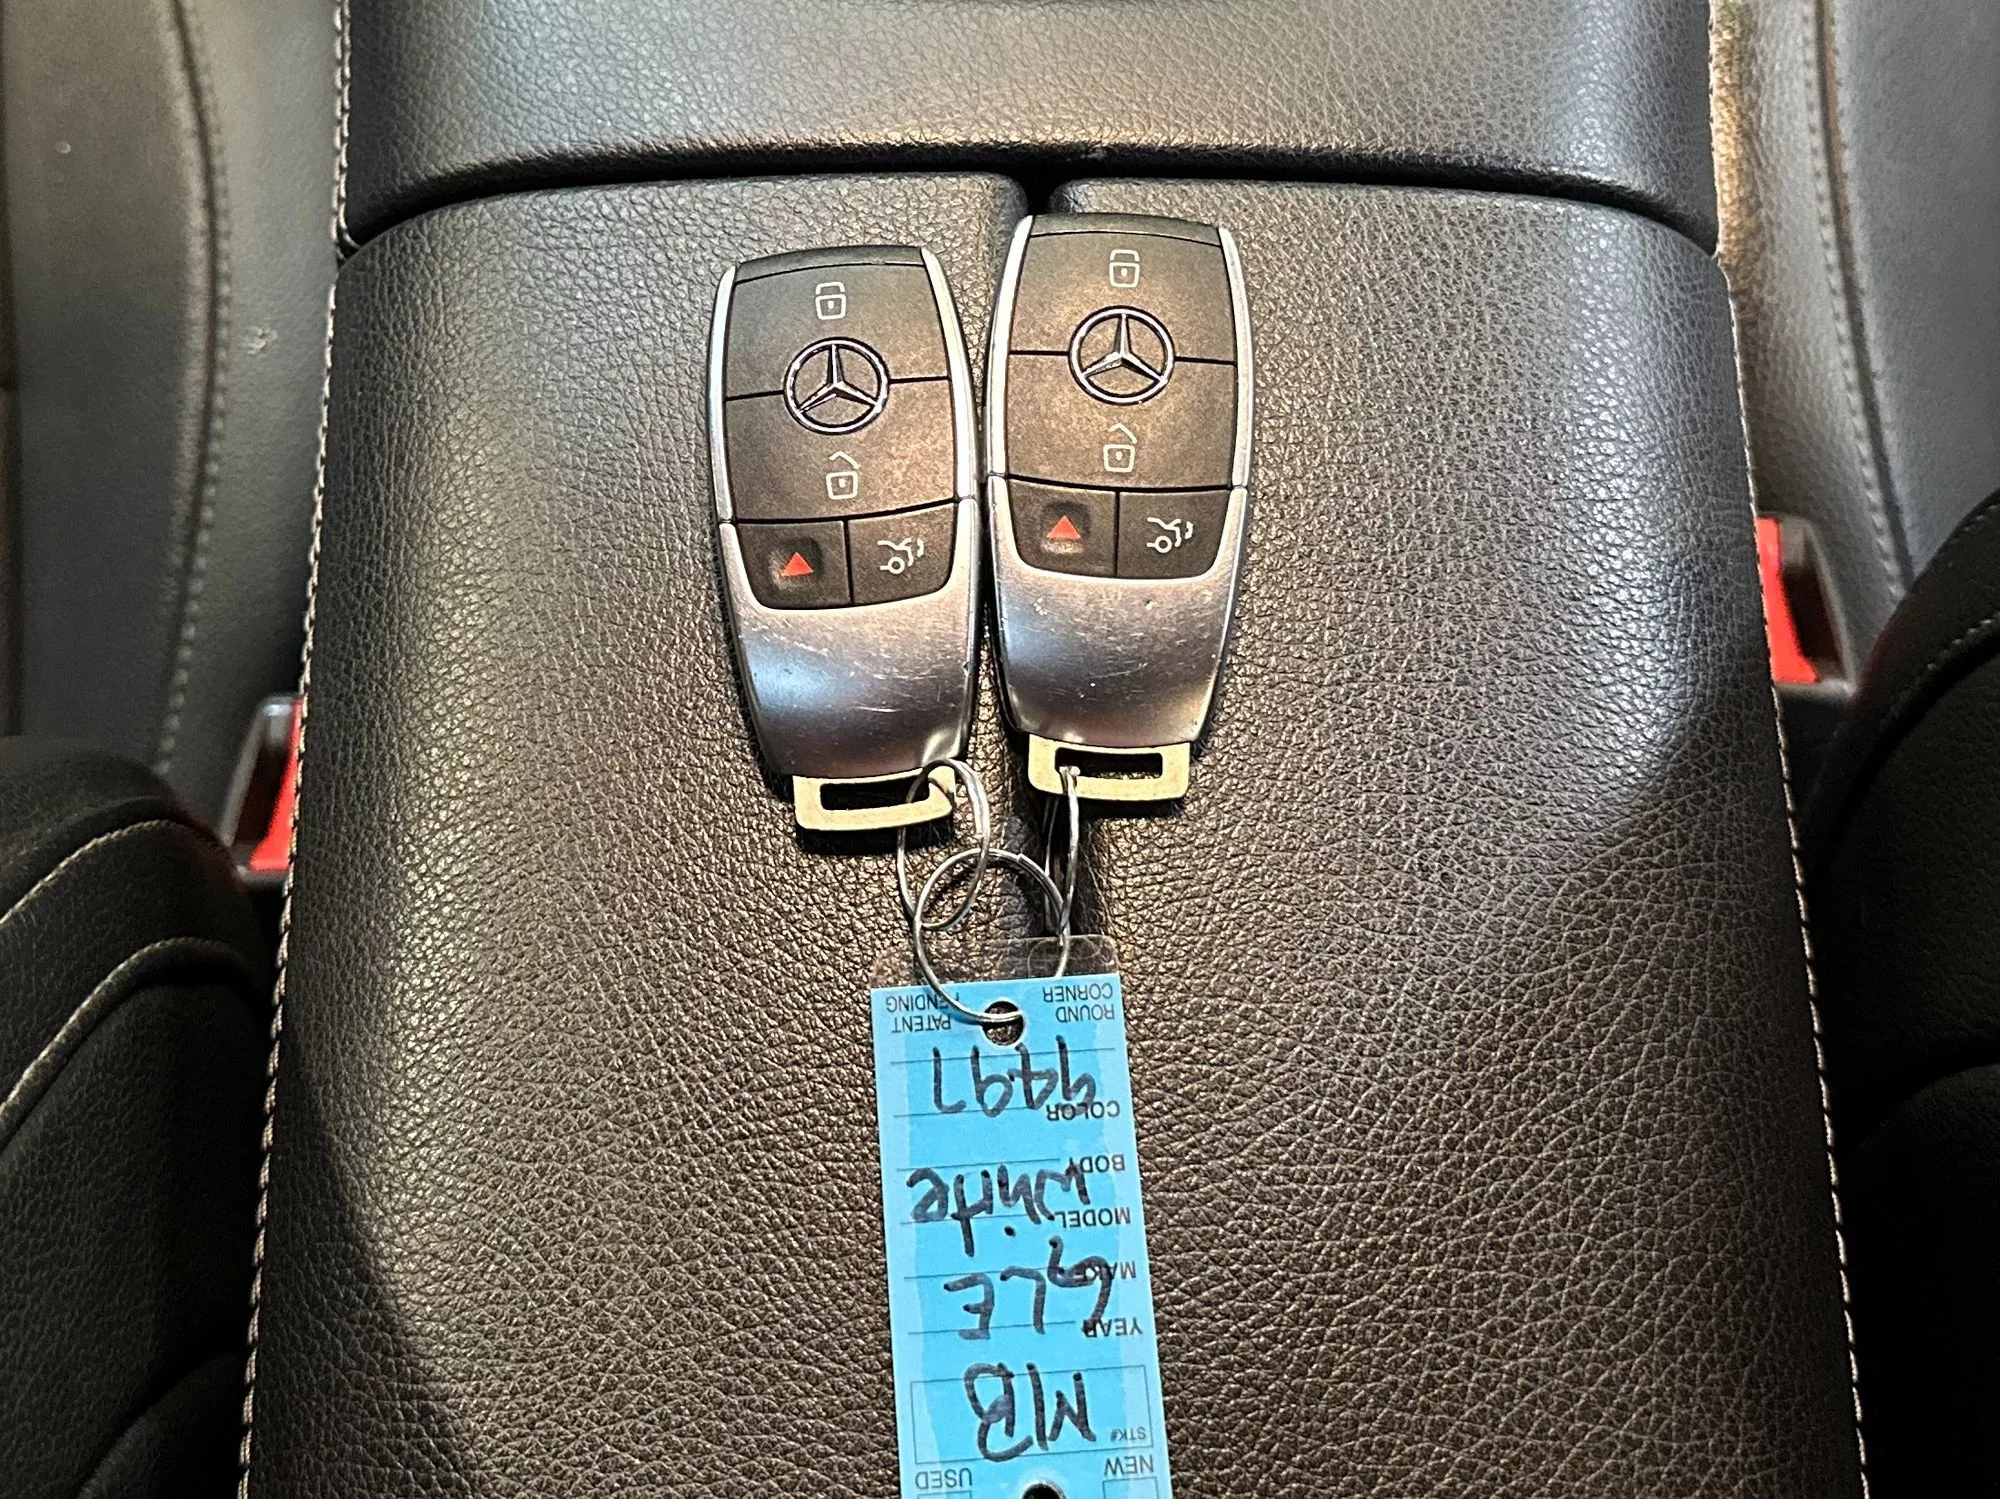 NEW USED
STK# MB
YEAR GLE
MAKE
MODEL White
BODY
COLOR 9497
ROUND CORNER
PATENT PENDING